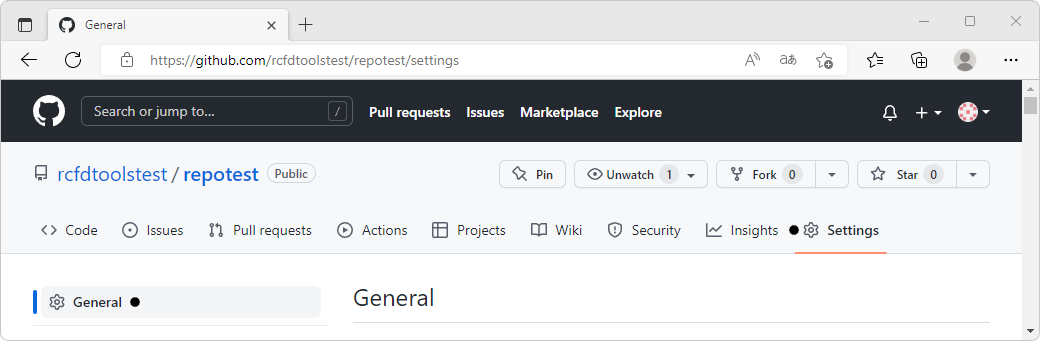 General
https://github.com/rcfdtoolstest/repotest/settings
Search or jump to... / Pull requests Issues Marketplace Explore
rcfdtoolstest / repotest Public Pin Unwatch 1 Fork 0 Star 0
Code Issues Pull requests Actions Projects Wiki Security Insights Settings
General
General